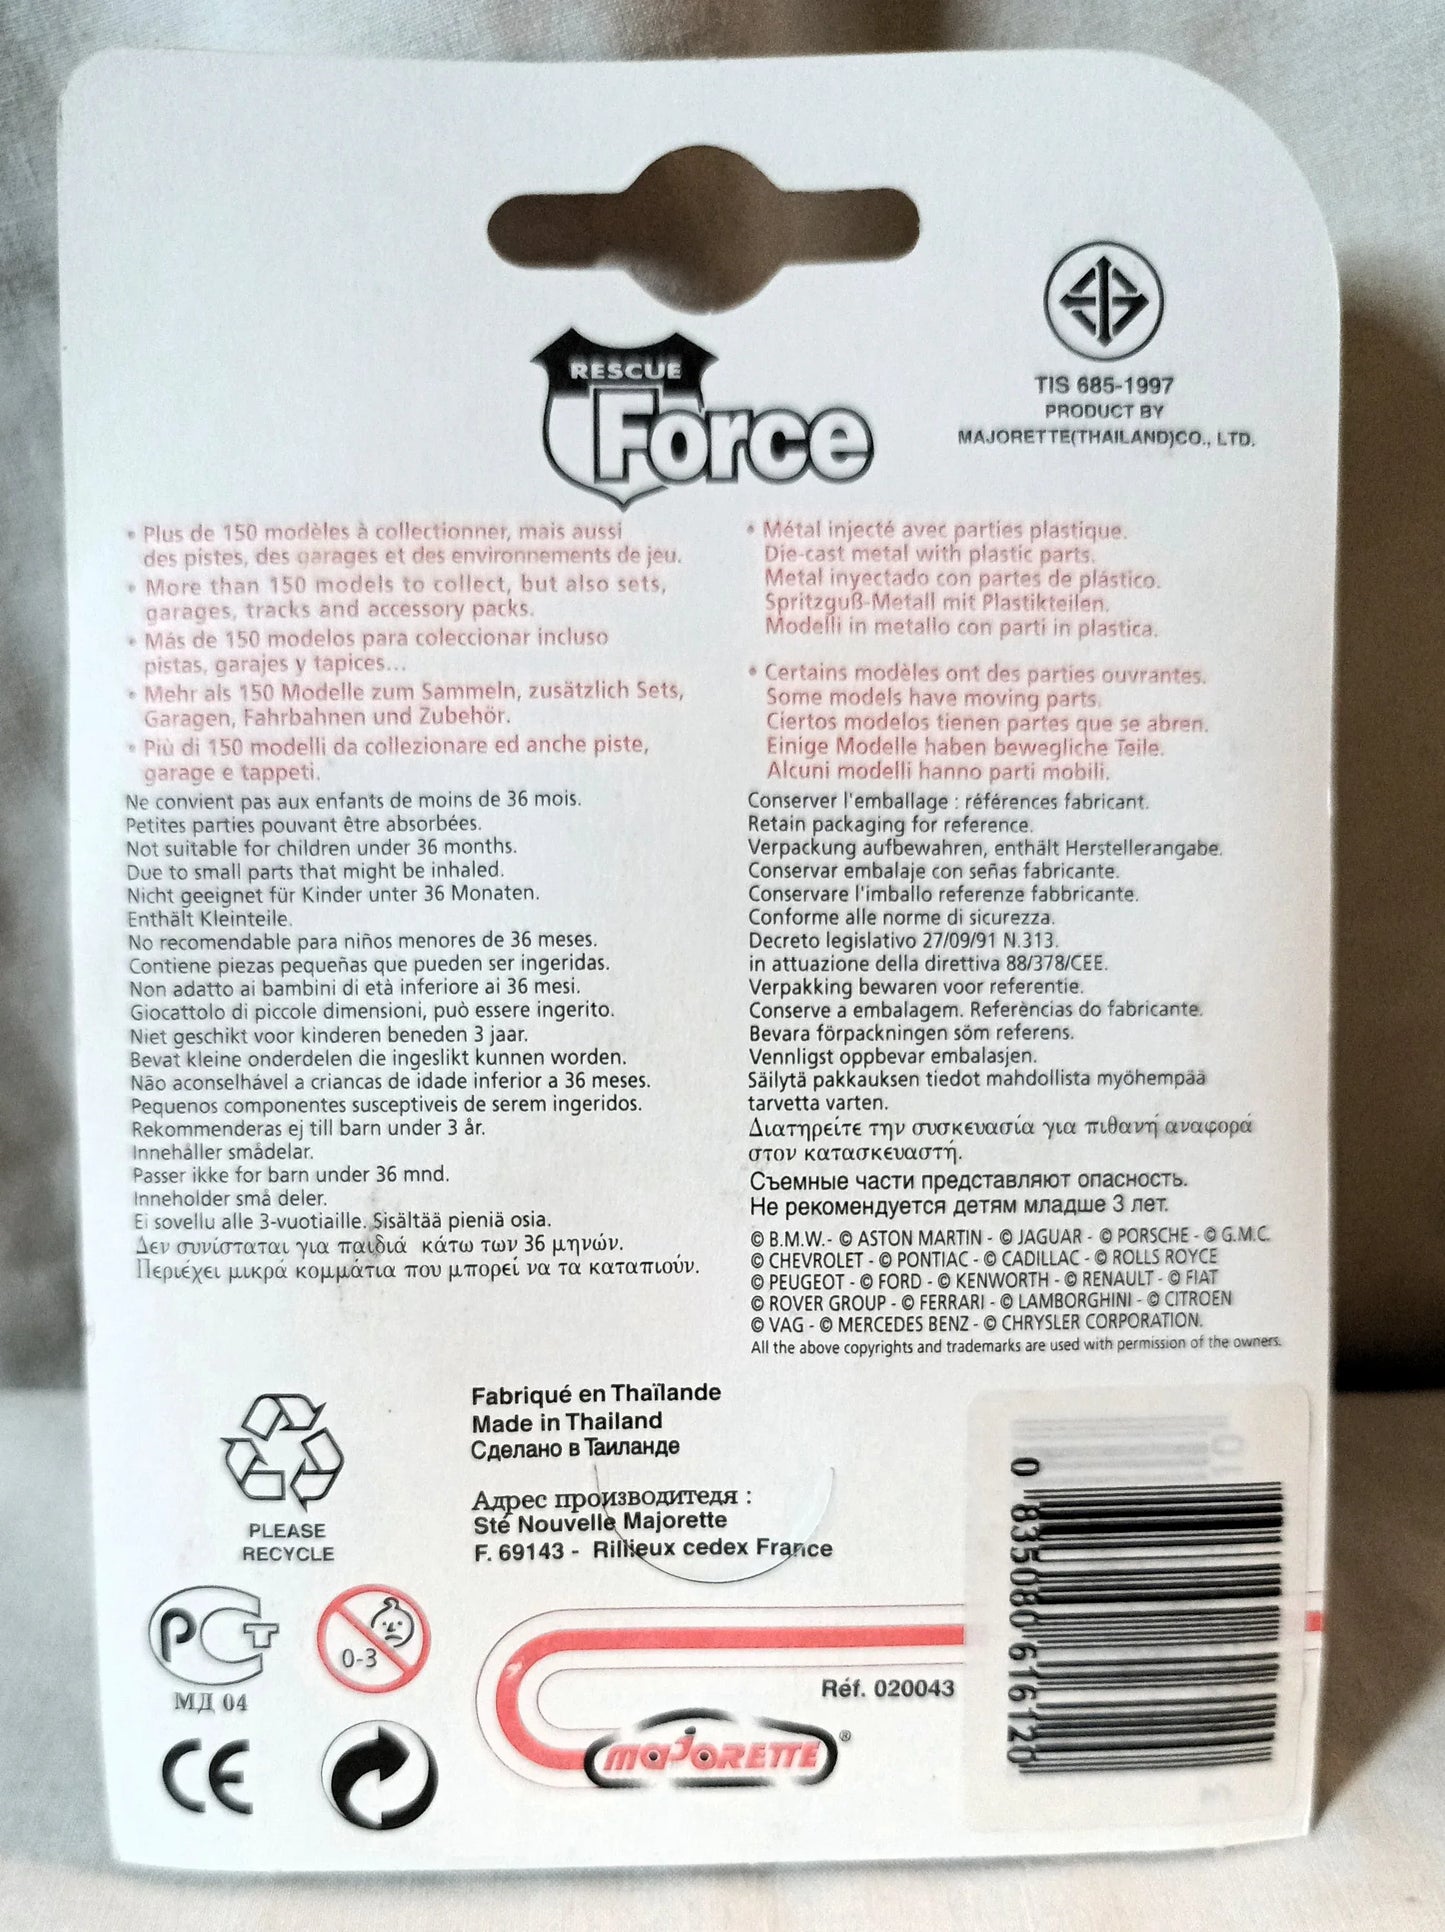 RESCUE
Force
TIS 685-1997
PRODUCT BY
MAJORETTE(THAILAND)CO., LTD.
• Plus de 150 modèles à collectionner, mais aussi
des pistes, des garages et des environnements de jeu.
• More than 150 models to collect, but also sets,
garages, tracks and accessory packs.
• Más de 150 modelos para coleccionar incluso
pistas, garajes y tapices...
• Mehr als 150 Modelle zum Sammeln, zusätzlich Sets,
Garagen, Fahrbahnen und Zubehör.
• Più di 150 modelli da collezionare ed anche piste,
garage e tappeti.
Ne convient pas aux enfants de moins de 36 mois.
Petites parties pouvant être absorbées.
Not suitable for children under 36 months.
Due to small parts that might be inhaled.
Nicht geeignet für Kinder unter 36 Monaten.
Enthält Kleinteile.
No recomendable para niños menores de 36 meses.
Contiene piezas pequeñas que pueden ser ingeridas.
Non adatto ai bambini di età inferiore ai 36 mesi.
Giocattolo di piccole dimensioni, può essere ingerito.
Niet geschikt voor kinderen beneden 3 jaar.
Bevat kleine onderdelen die ingeslikt kunnen worden.
Não aconselhável a criancas de idade inferior a 36 meses.
Pequenos componentes susceptiveis de serem ingeridos.
Rekommenderas ej till barn under 3 år.
Innehåller smådelar.
Passer ikke for barn under 36 mnd.
Inneholder små deler.
Ei sovellu alle 3-vuotiaille. Sisältää pieniä osia.
Δεν συνίσταται για παιδιά κάτω των 36 μηνών.
Περιέχει μικρά κομμάτια που μπορεί να τα καταπιούν.
• Métal injecté avec parties plastique.
Die-cast metal with plastic parts.
Metal inyectado con partes de plástico.
Spritzguß-Metall mit Plastikteilen.
Modelli in metallo con parti in plastica.
• Certains modèles ont des parties ouvrantes.
Some models have moving parts.
Ciertos modelos tienen partes que se abren.
Einige Modelle haben bewegliche Teile.
Alcuni modelli hanno parti mobili.
Conserver l'emballage : références fabricant.
Retain packaging for reference.
Verpackung aufbewahren, enthält Herstellerangabe.
Conservar embalaje con señas fabricante.
Conservare l'imballo referenze fabbricante.
Conforme alle norme di sicurezza.
Decreto legislativo 27/09/91 N.313.
in attuazione della direttiva 88/378/CEE.
Verpakking bewaren voor referentie.
Conserve a embalagem. Referências do fabricante.
Bevara förpackningen söm referens.
Vennligst oppbevar embalasjen.
Säilytä pakkauksen tiedot mahdollista myöhempää
tarvetta varten.
Διατηρείτε την συσκευασία για πιθανή αναφορά
στον κατασκευαστή.
Съемные части представляют опасность.
Не рекомендуется детям младше 3 лет.
© B.M.W.- © ASTON MARTIN - © JAGUAR - © PORSCHE - © G.M.C.
© CHEVROLET - © PONTIAC - © CADILLAC - © ROLLS ROYCE
© PEUGEOT - © FORD - © KENWORTH - © RENAULT - © FIAT
© ROVER GROUP - © FERRARI - © LAMBORGHINI - © CITROEN
© VAG - © MERCEDES BENZ - © CHRYSLER CORPORATION.
All the above copyrights and trademarks are used with permission of the owners.
PLEASE
RECYCLE
Fabriqué en Thaïlande
Made in Thailand
Сделано в Таиланде
Адрес производитедя :
Sté Nouvelle Majorette
F. 69143 - Rillieux cedex France
РСТ
МД 04
0-3
CE
Réf. 020043
MAJORETTE ®
0 835080 616120